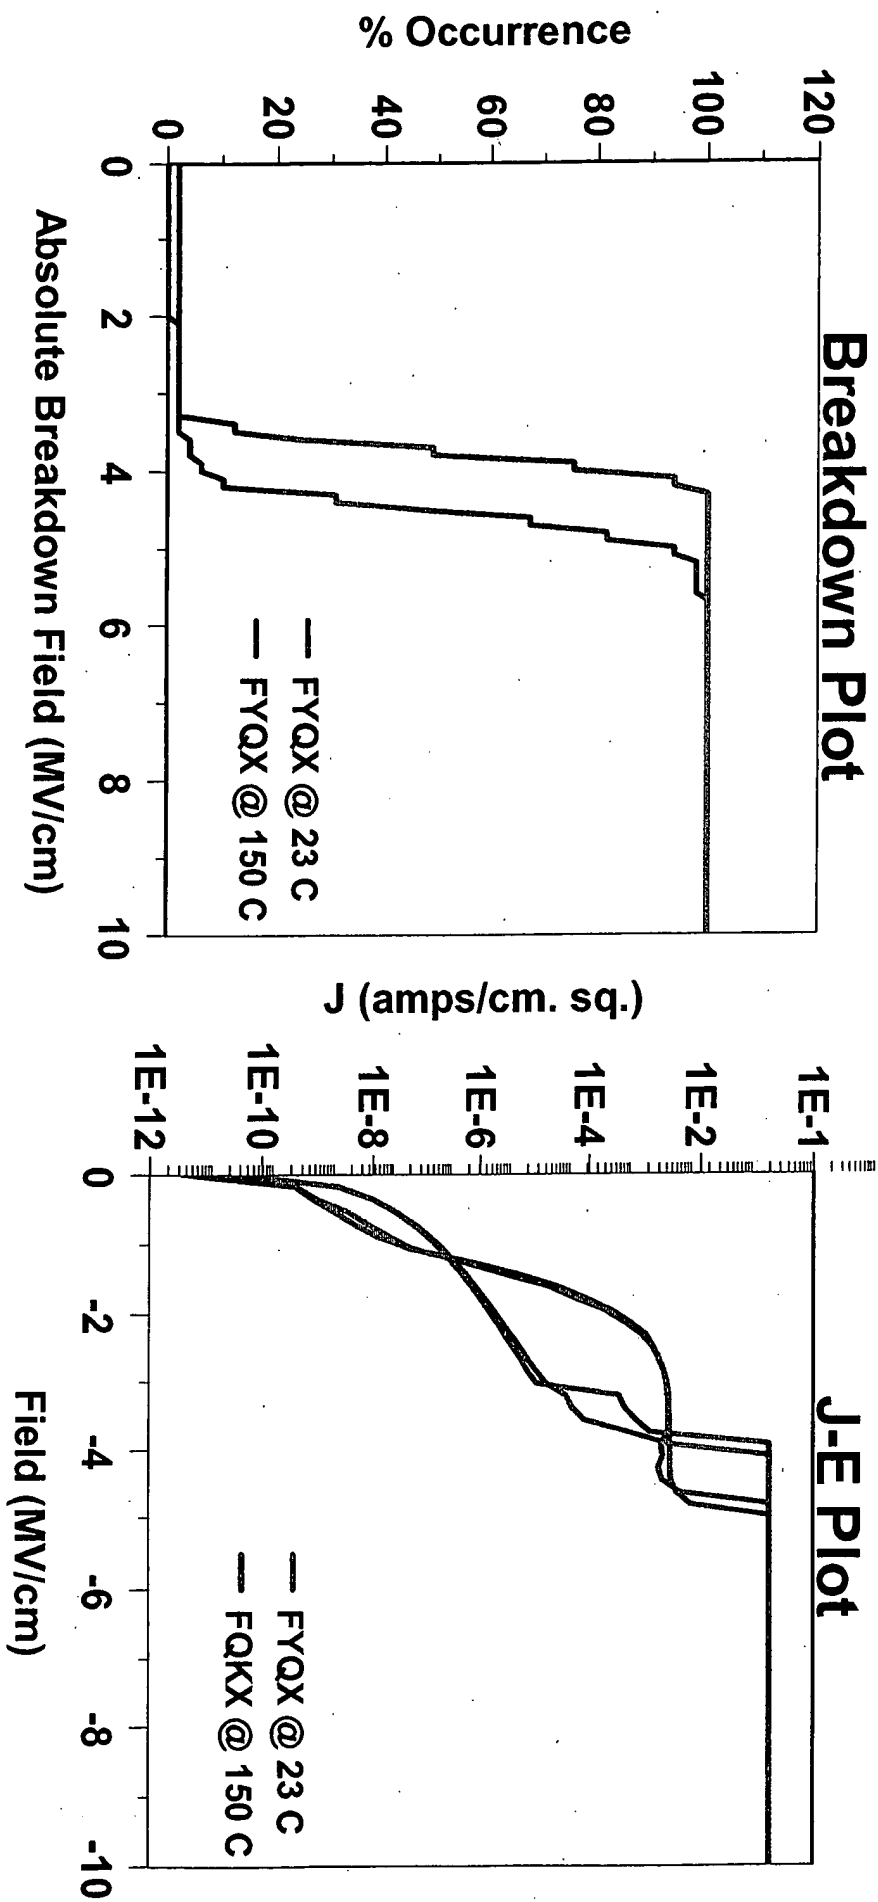 Breakdown Plot
% Occurrence
120
100
80
60
40
20
0
0 2 4 6 8 10
Absolute Breakdown Field (MV/cm)
FYQX @ 23 C
FYQX @ 150 C
J-E Plot
J (amps/cm. sq.)
1E-1
1E-2
1E-4
1E-6
1E-8
1E-10
1E-12
0 -2 -4 -6 -8 -10
Field (MV/cm)
FYQX @ 23 C
FQKX @ 150 C